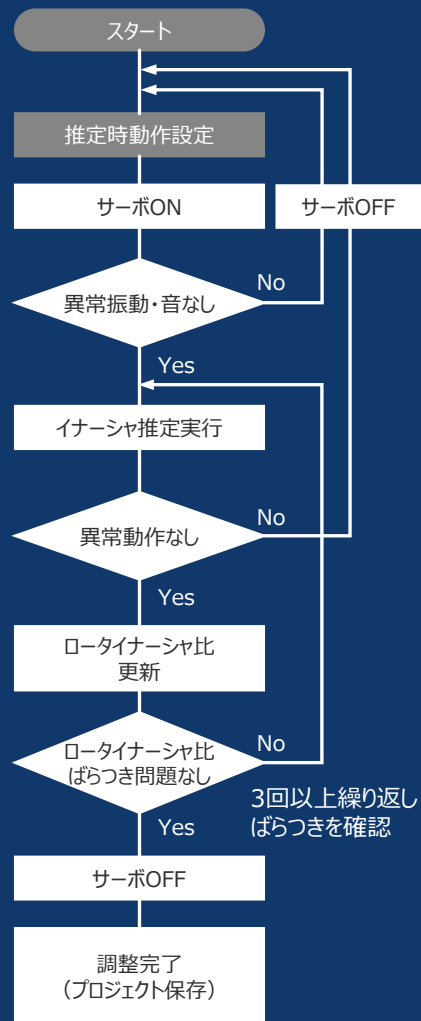 スタート
推定時動作設定
サーボON
サーボOFF
異常振動・音なし
No
Yes
イナーシャ推定実行
異常動作なし
No
Yes
ロータイナーシャ比
更新
ロータイナーシャ比
ばらつき問題なし
No
3回以上繰り返し
ばらつきを確認
Yes
サーボOFF
調整完了
（プロジェクト保存）